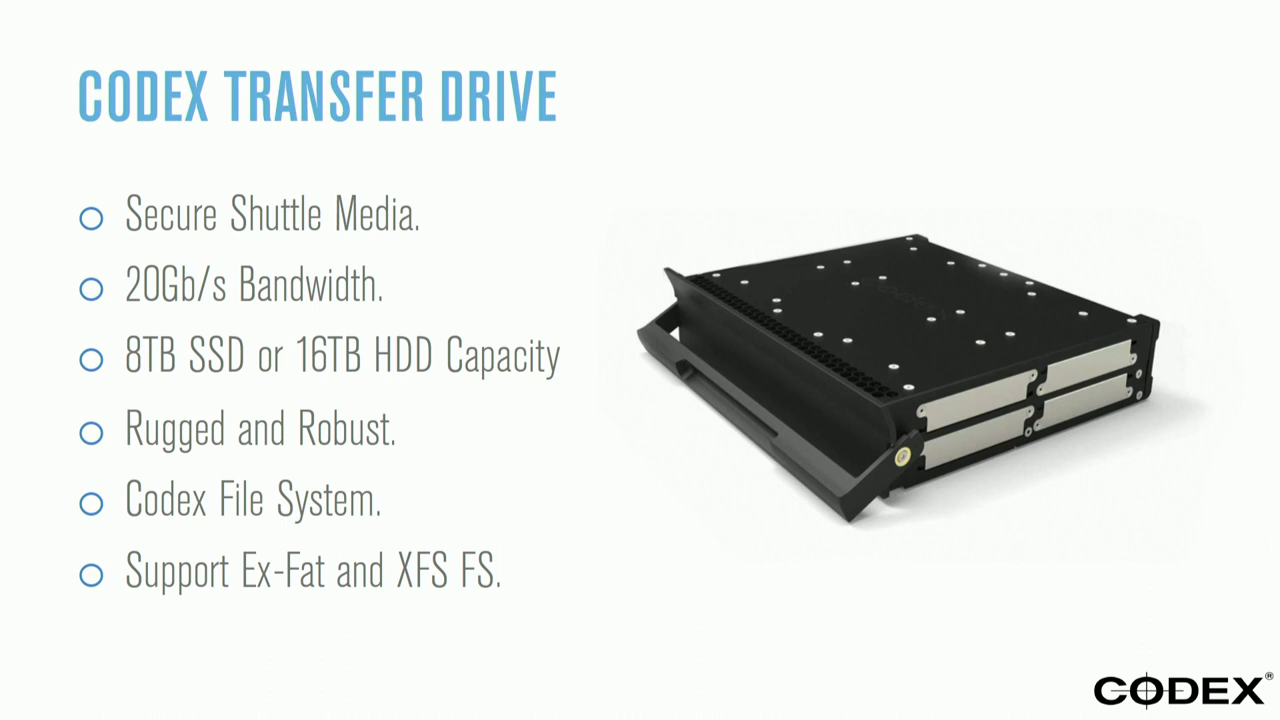 CODEX TRANSFER DRIVE
Secure Shuttle Media.
20Gb/s Bandwidth.
8TB SSD or 16TB HDD Capacity
Rugged and Robust.
Codex File System.
Support Ex-Fat and XFS FS.
CODEX®